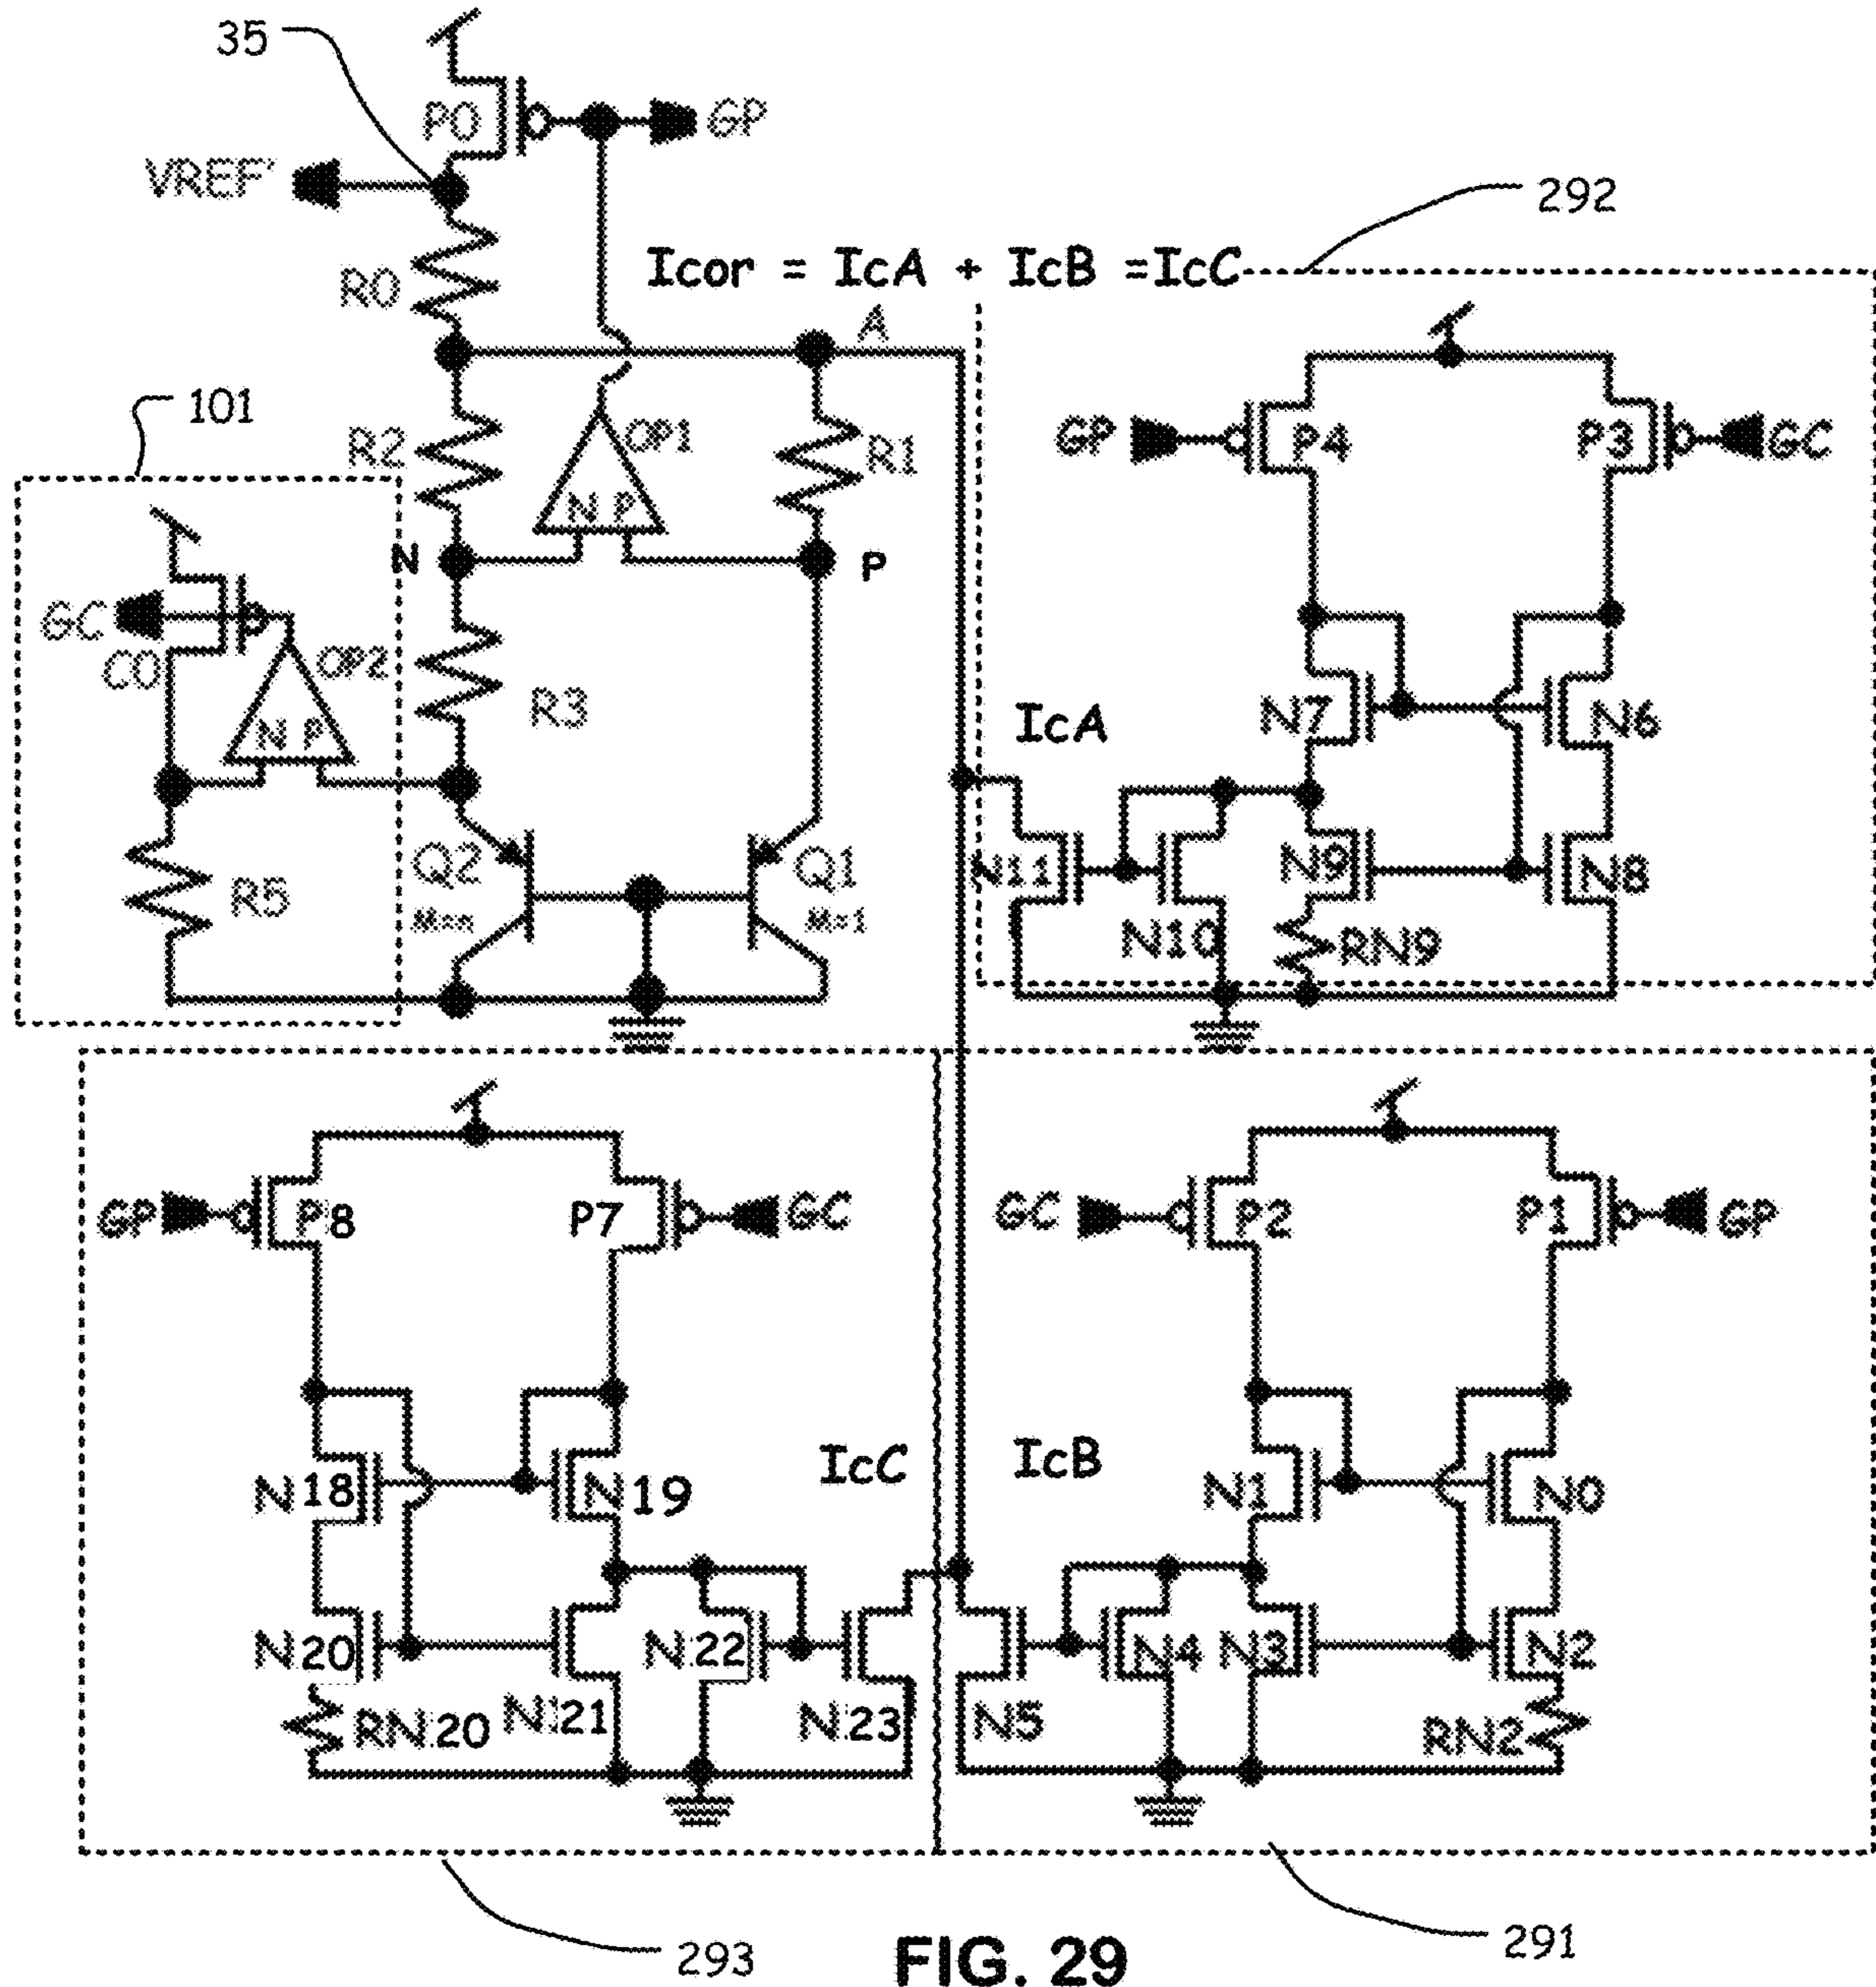 35
P0
GP
VREF'
292
R0
Icor = IcA + IcB =IcC
A
101
R2
OP1
R1
GP
P4
P3
GC
N P
N
P
GC
C0
OP2
R3
N7
N6
IcA
N P
Q2
Q1
N11
N9
N8
R5
M=n
M=1
N10
RN9
GP
P8
P7
GC
GC
P2
P1
GP
IcC
IcB
N18
N19
N1
N0
N20
N22
N4
N3
N2
RN20
N21
N23
N5
RN2
293
FIG. 29
291